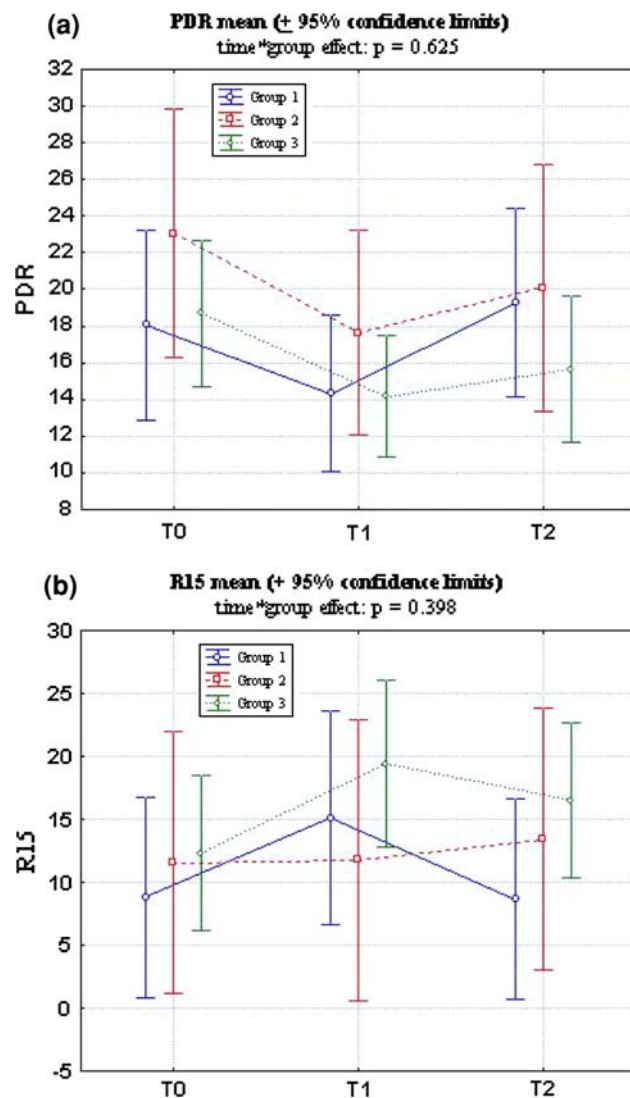 (a)
PDR mean (± 95% confidence limits)
time*group effect: p = 0.625
32
30
28
26
24
22
20
18
16
14
12
10
8
PDR
Group 1
Group 2
Group 3
T0
T1
T2
(b)
R15 mean (+ 95% confidence limits)
time*group effect: p = 0.398
30
25
20
15
10
5
0
-5
R15
Group 1
Group 2
Group 3
T0
T1
T2